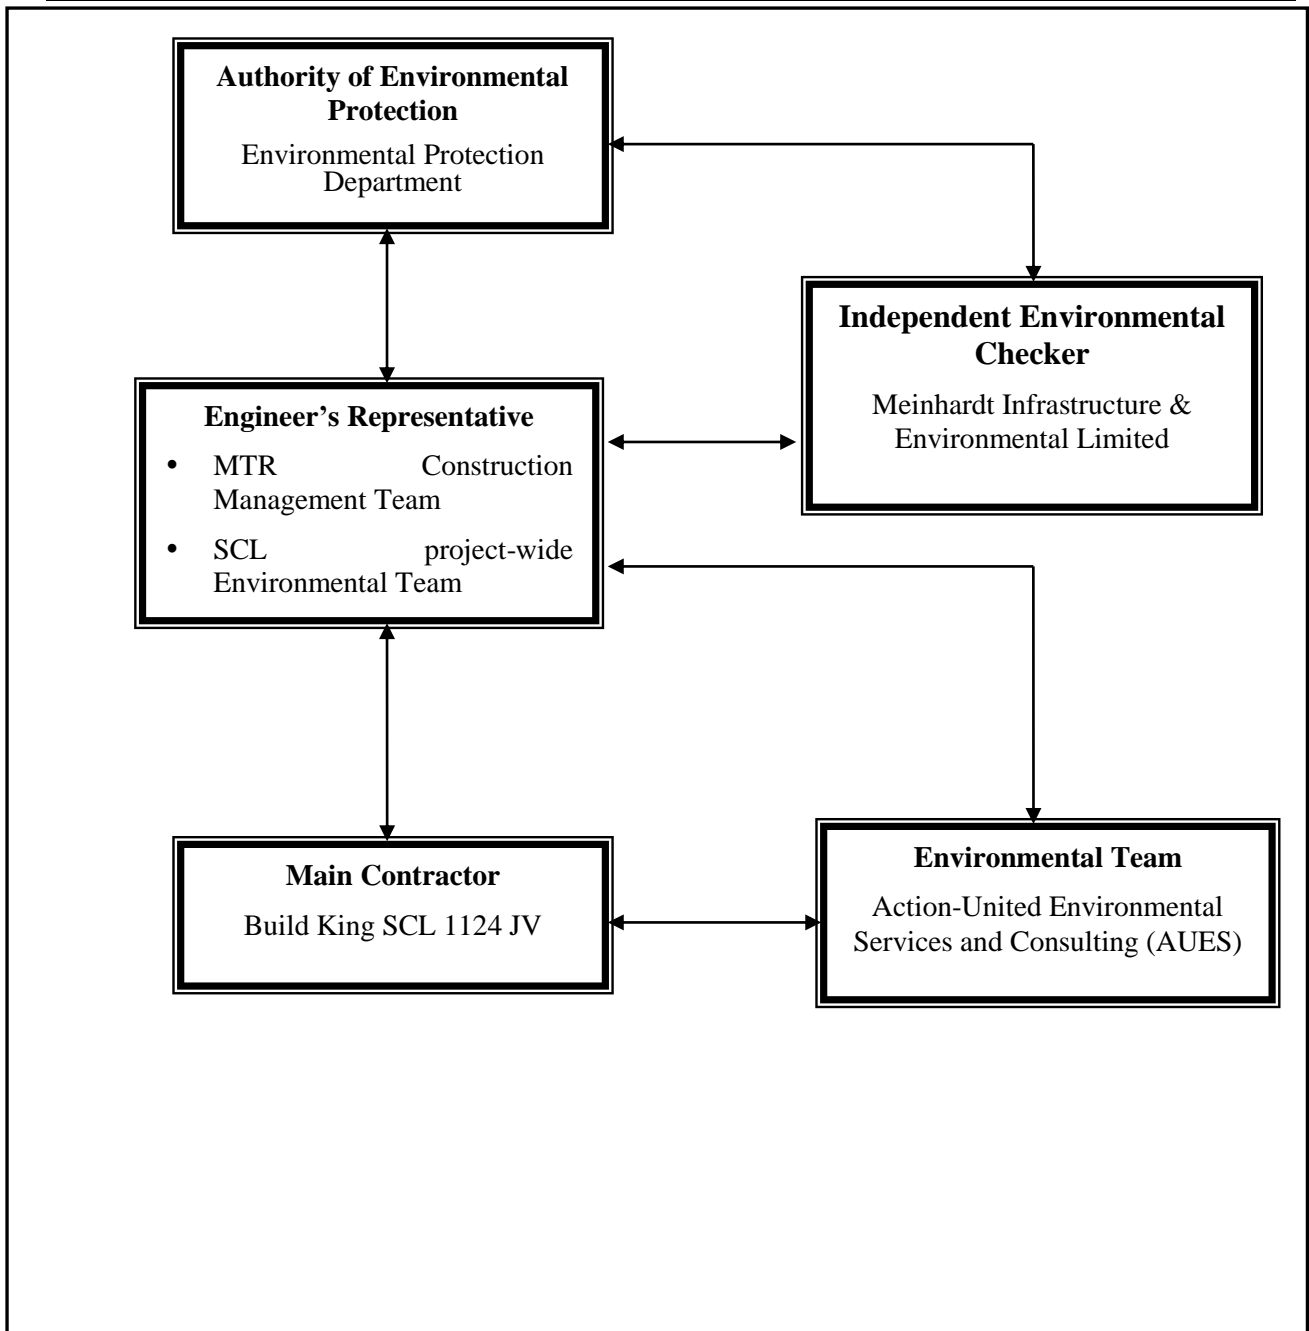 Authority of Environmental
Protection
Environmental Protection
Department
Independent Environmental
Checker
Meinhardt Infrastructure &
Environmental Limited
Engineer’s Representative
• MTR Construction
Management Team
• SCL project-wide
Environmental Team
Main Contractor
Build King SCL 1124 JV
Environmental Team
Action-United Environmental
Services and Consulting (AUES)